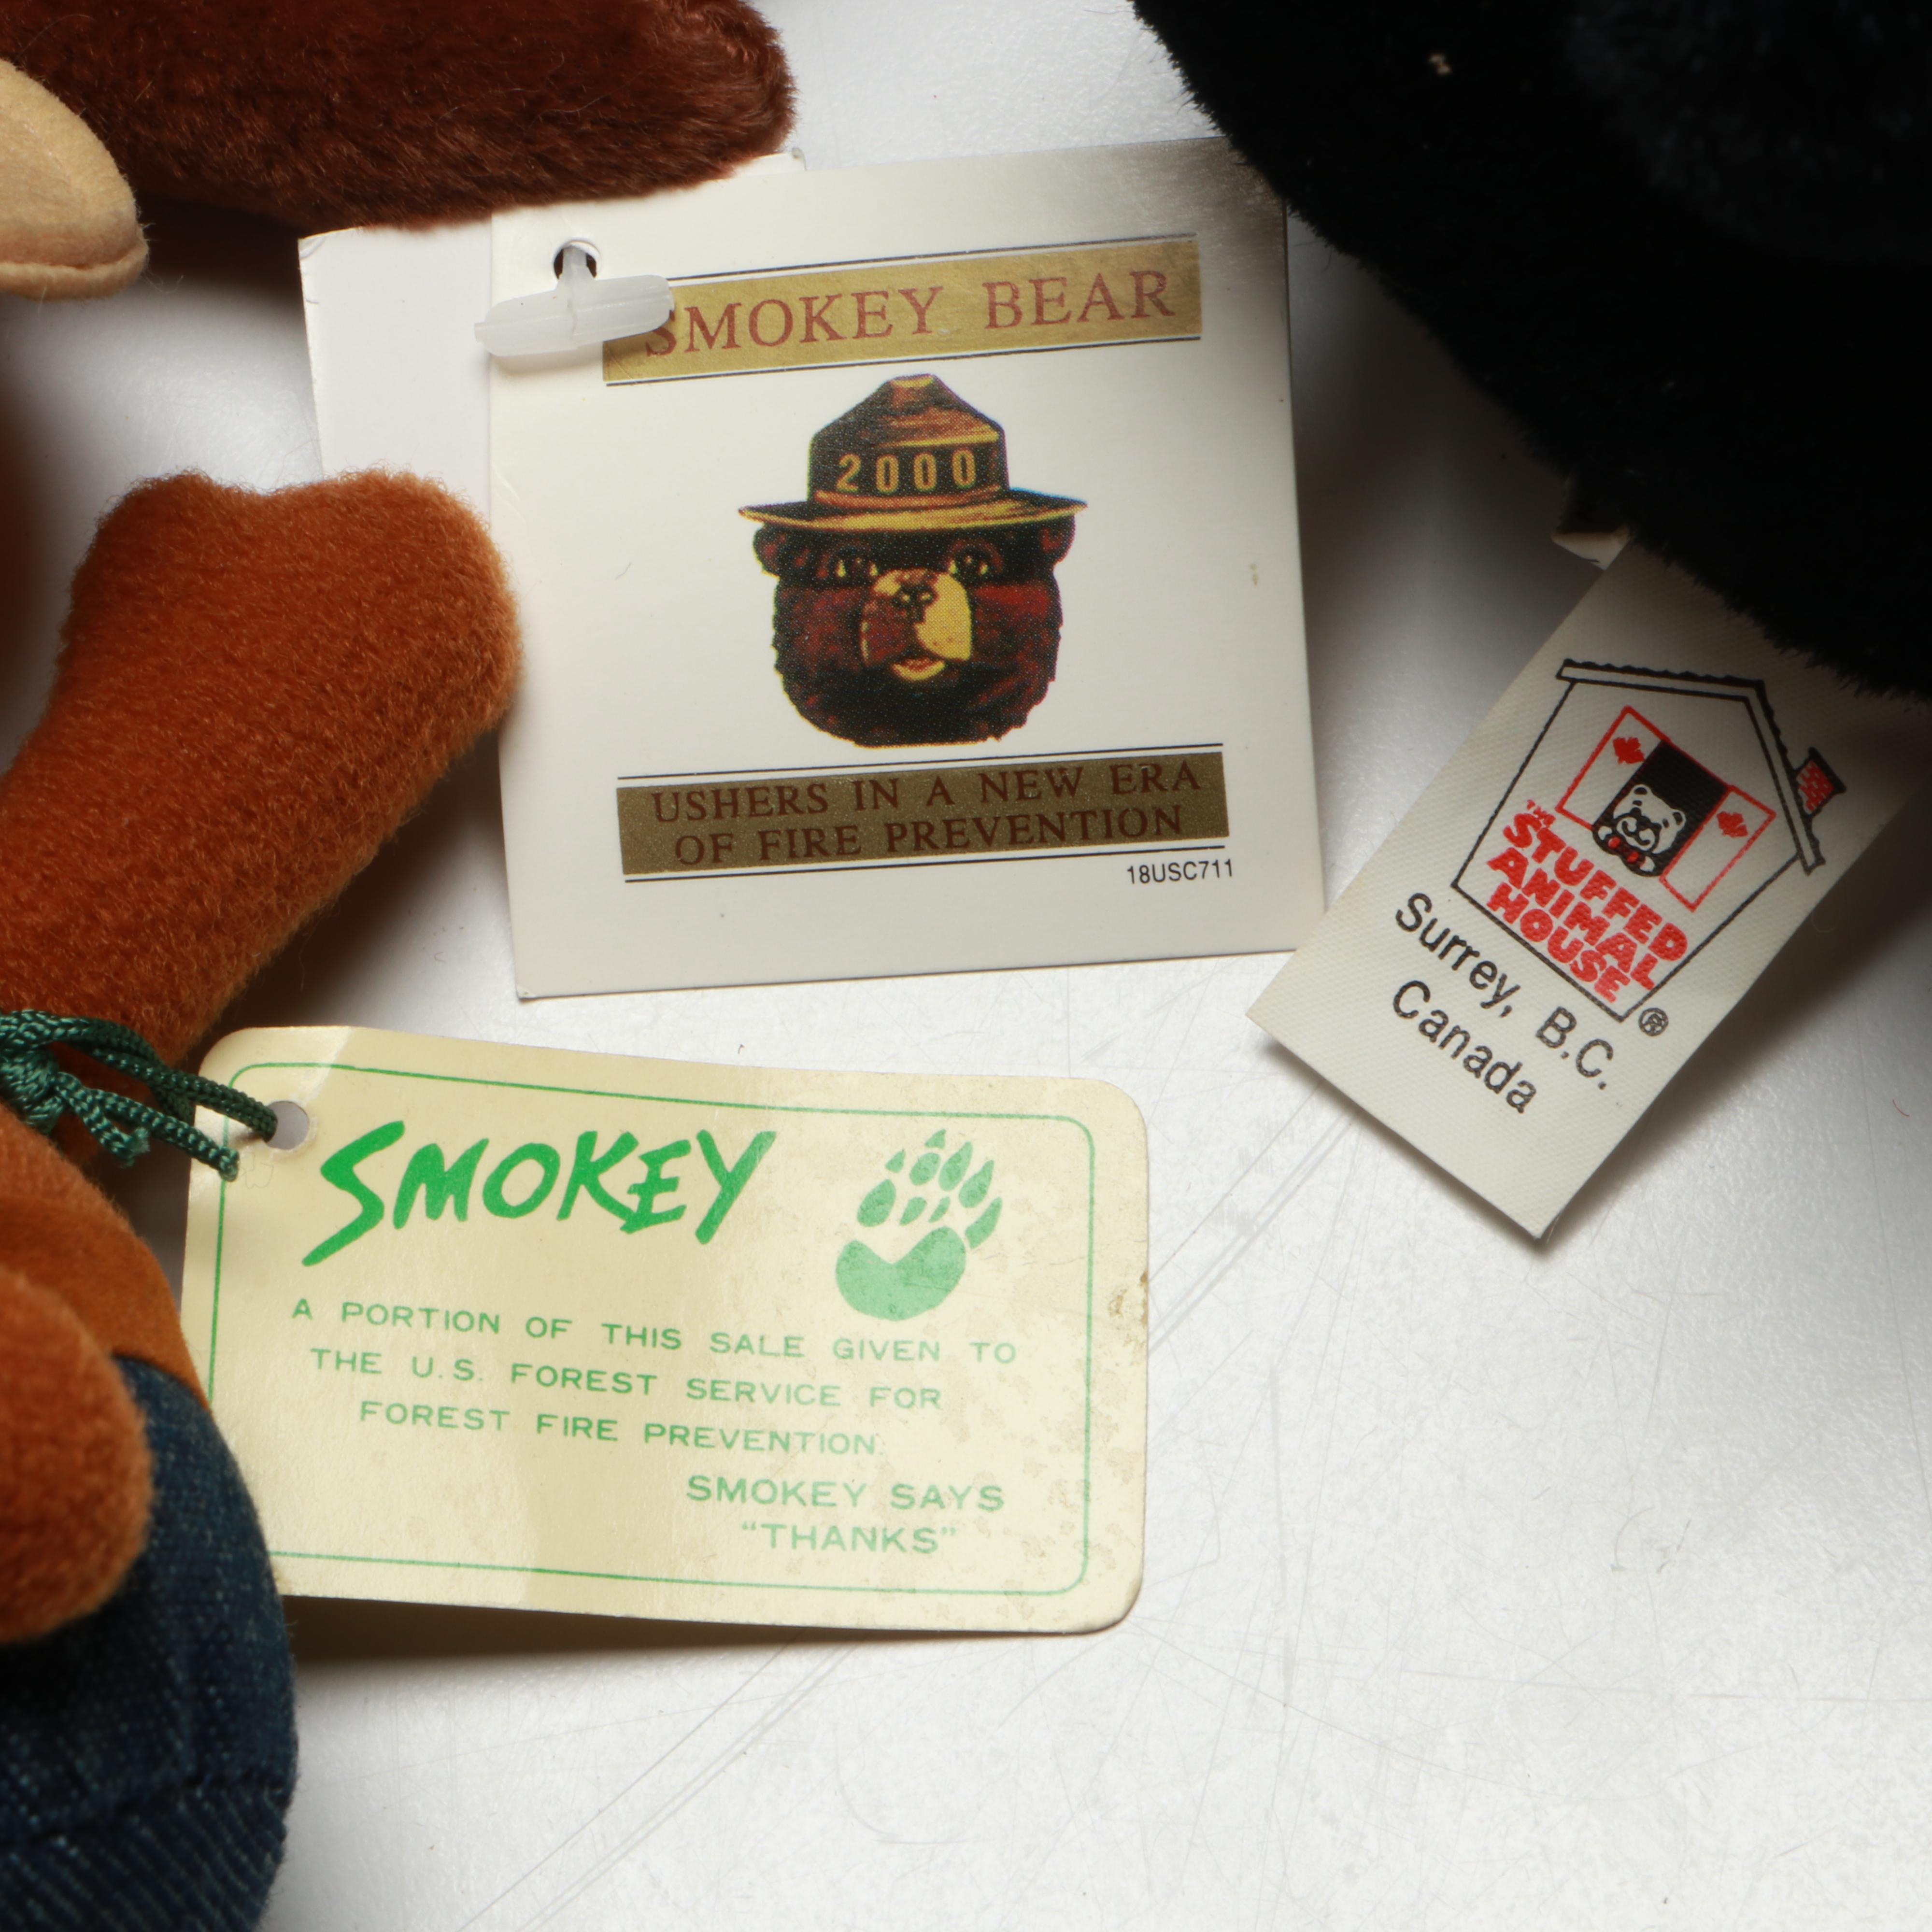 SMOKEY BEAR
2000
USHERS IN A NEW ERA
OF FIRE PREVENTION
18USC711
THE
STUFFED
ANIMAL
HOUSE
®
Surrey, B.C.
Canada
SMOKEY
A PORTION OF THIS SALE GIVEN TO
THE U.S. FOREST SERVICE FOR
FOREST FIRE PREVENTION.
SMOKEY SAYS
"THANKS"